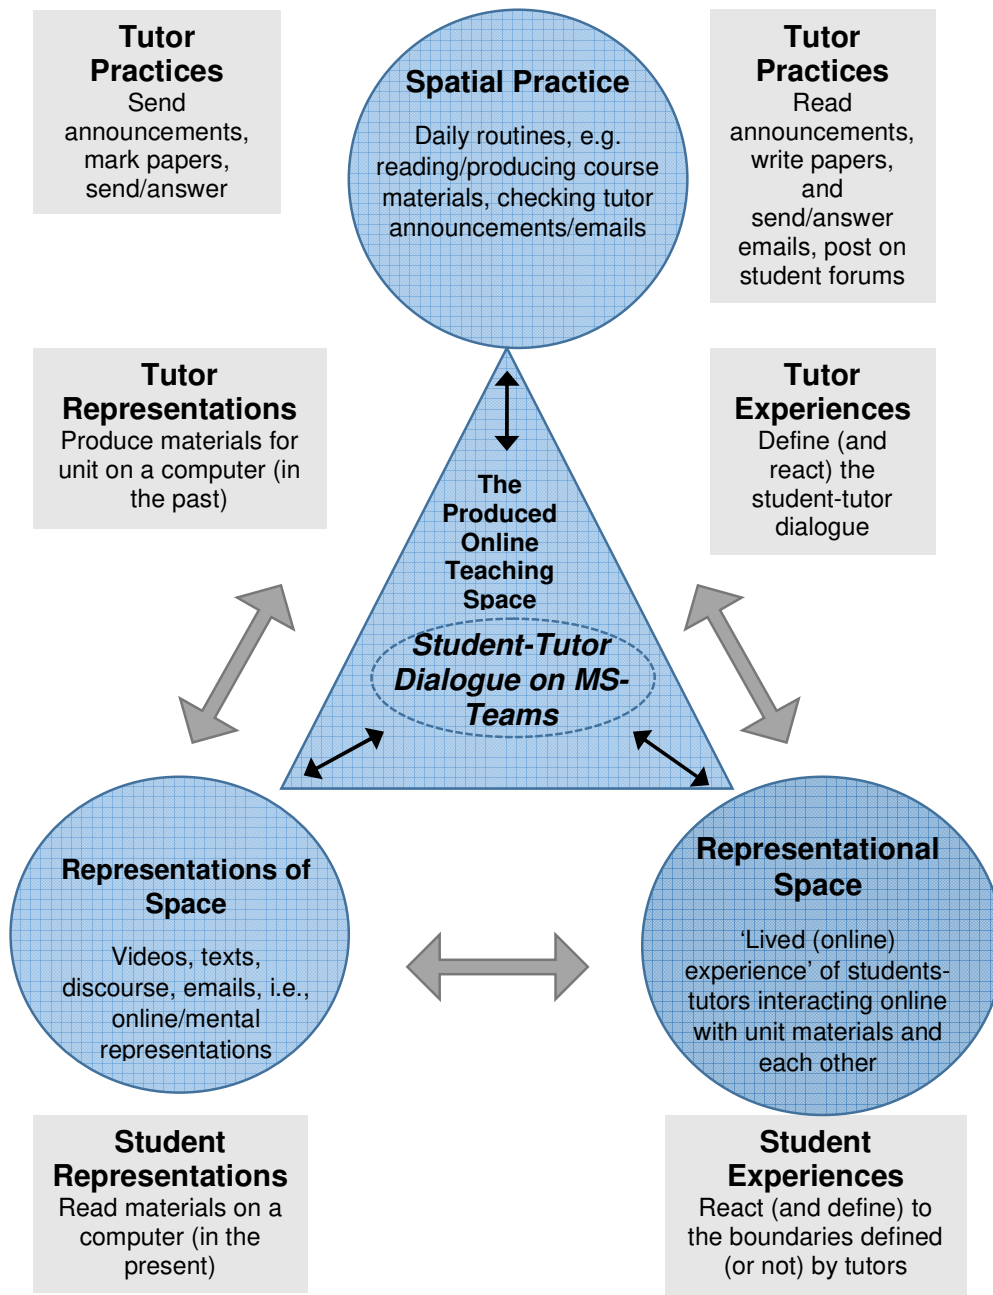 Tutor
Practices
Send
announcements,
mark papers,
send/answer
Spatial Practice
Daily routines, e.g.
reading/producing course
materials, checking tutor
announcements/emails
Tutor
Practices
Read
announcements,
write papers,
and
send/answer
emails, post on
student forums
Tutor
Representations
Produce materials for
unit on a computer (in
the past)
The
Produced
Online
Teaching
Space
Student-Tutor
Dialogue on MS-
Teams
Tutor
Experiences
Define (and
react) the
student-tutor
dialogue
Representations of
Space
Videos, texts,
discourse, emails, i.e.,
online/mental
representations
Representational
Space
‘Lived (online)
experience’ of students-
tutors interacting online
with unit materials and
each other
Student
Representations
Read materials on a
computer (in the
present)
Student
Experiences
React (and define) to
the boundaries defined
(or not) by tutors